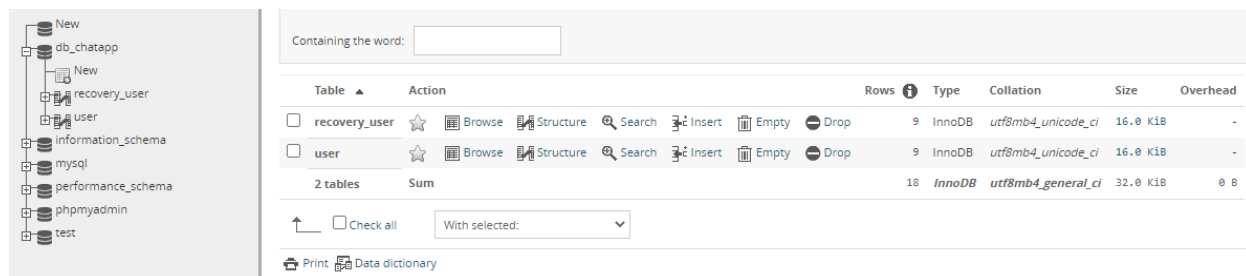 New
db_chatapp
New
recovery_user
user
information_schema
mysql
performance_schema
phpmyadmin
test
Containing the word:
Table Action Rows Type Collation Size Overhead
recovery_user Browse Structure Search Insert Empty Drop 9 InnoDB utf8mb4_unicode_ci 16.0 KiB -
user Browse Structure Search Insert Empty Drop 9 InnoDB utf8mb4_unicode_ci 16.0 KiB -
2 tables Sum 18 InnoDB utf8mb4_general_ci 32.0 KiB 0 B
Check all With selected:
Print Data dictionary